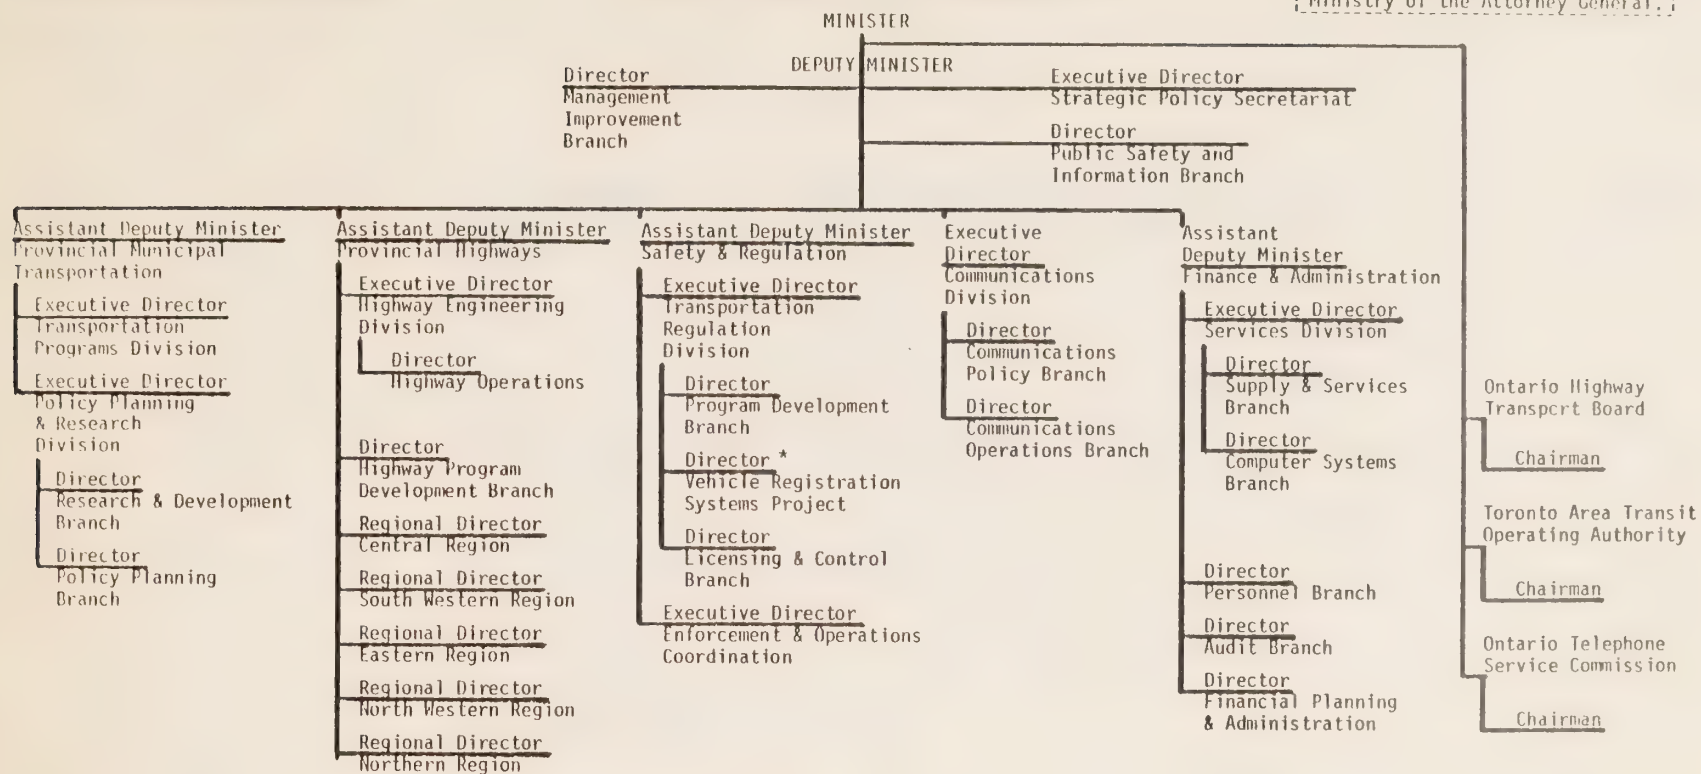 Ministry of the Attorney General.
MINISTER
DEPUTY MINISTER
Director
Management
Improvement
Branch
Executive Director
Strategic Policy Secretariat
Director
Public Safety and
Information Branch
Assistant Deputy Minister
Provincial Municipal
Transportation
Executive Director
Transportation
Programs Division
Executive Director
Policy Planning
& Research
Division
Director
Research & Development
Branch
Director
Policy Planning
Branch
Assistant Deputy Minister
Provincial Highways
Executive Director
Highway Engineering
Division
Director
Highway Operations
Director
Highway Program
Development Branch
Regional Director
Central Region
Regional Director
South Western Region
Regional Director
Eastern Region
Regional Director
North Western Region
Regional Director
Northern Region
Assistant Deputy Minister
Safety & Regulation
Executive Director
Transportation
Regulation
Division
Director
Program Development
Branch
Director *
Vehicle Registration
Systems Project
Director
Licensing & Control
Branch
Executive Director
Enforcement & Operations
Coordination
Executive
Director
Communications
Division
Director
Communications
Policy Branch
Director
Communications
Operations Branch
Assistant
Deputy Minister
Finance & Administration
Executive Director
Services Division
Director
Supply & Services
Branch
Director
Computer Systems
Branch
Director
Personnel Branch
Director
Audit Branch
Director
Financial Planning
& Administration
Ontario Highway
Transport Board
Chairman
Toronto Area Transit
Operating Authority
Chairman
Ontario Telephone
Service Commission
Chairman